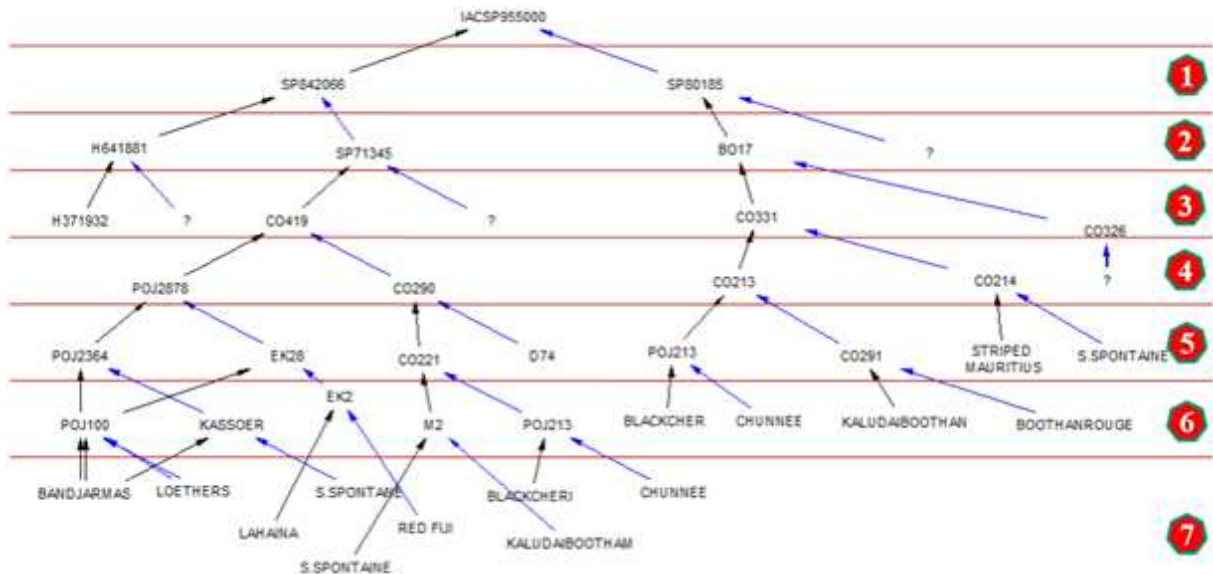 IACSP955000
SP842066
SP80185
1
H641881
SP71345
BO17
?
2
H371932
?
CO419
?
CO331
CO326
3
POJ2878
CO290
CO213
CO214
?
4
POJ2364
EK28
CO221
D74
POJ213
CO291
STRIPED
MAURITIUS
S.SPONTAINE
5
EK2
POJ100
KASSOER
M2
POJ213
BLACKCHER
CHUNNEE
KALUDAIBOOTHAN
BOOTHANROUGE
6
BANDJARMAS
LOETHERS
S.SPONTANE
BLACKCHERI
CHUNNEE
LAHAINA
RED FIJI
KALUDAIBOOTHAM
S.SPONTAINE
7